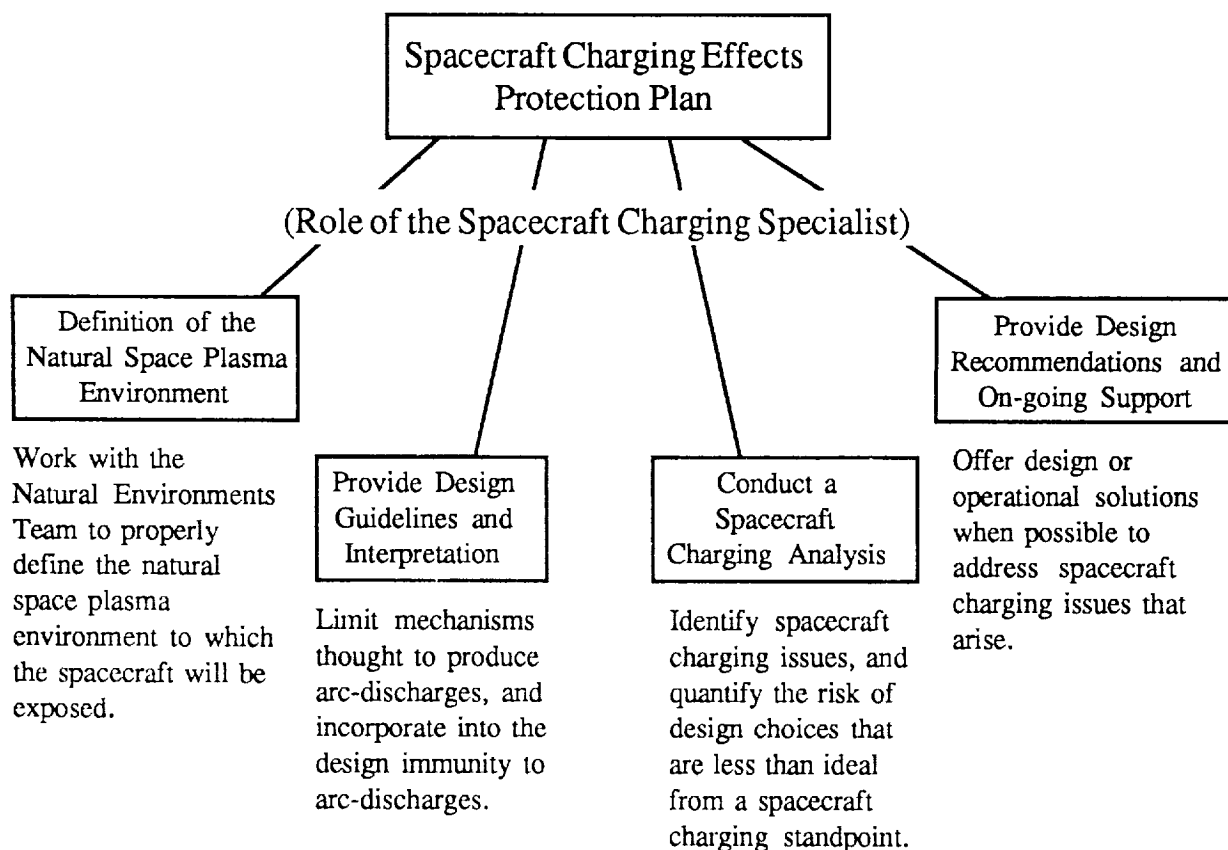 Spacecraft Charging Effects
Protection Plan
(Role of the Spacecraft Charging Specialist)
Definition of the
Natural Space Plasma
Environment
Work with the
Natural Environments
Team to properly
define the natural
space plasma
environment to which
the spacecraft will be
exposed.
Provide Design
Guidelines and
Interpretation
Limit mechanisms
thought to produce
arc-discharges, and
incorporate into the
design immunity to
arc-discharges.
Conduct a
Spacecraft
Charging Analysis
Identify spacecraft
charging issues, and
quantify the risk of
design choices that
are less than ideal
from a spacecraft
charging standpoint.
Provide Design
Recommendations and
On-going Support
Offer design or
operational solutions
when possible to
address spacecraft
charging issues that
arise.